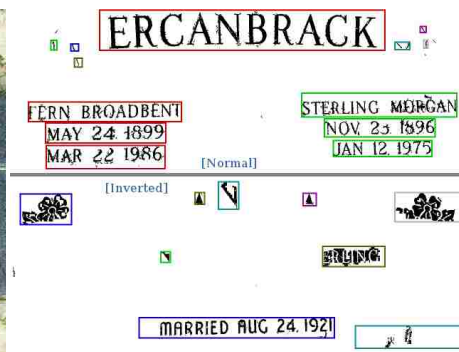 ERCANBRACK
FERN BROADBENT
MAY 24 1899
MAR 22 1986
STERLING MORGAN
NOV. 23 1896
JAN 12, 1975
[Normal]
[Inverted]
ERLING
MARRIED AUG 24, 1921